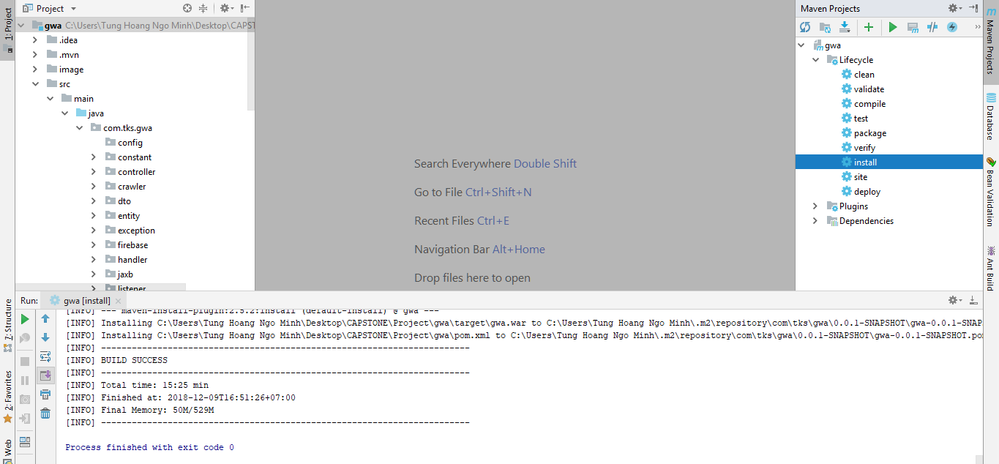 1: Project
Project
gwa C:\Users\Tung Hoang Ngo Minh\Desktop\CAPST
.idea
.mvn
image
src
main
java
com.tks.gwa
config
constant
controller
crawler
dto
entity
exception
firebase
handler
jaxb
listener
Search Everywhere Double Shift
Go to File Ctrl+Shift+N
Recent Files Ctrl+E
Navigation Bar Alt+Home
Drop files here to open
Maven Projects
gwa
Lifecycle
clean
validate
compile
test
package
verify
install
site
deploy
Plugins
Dependencies
Maven Projects
Database
Bean Validation
Ant Build
Z: Structure
2: Favorites
Web
Run: gwa [install]
[INFO] --- maven-install-plugin:2.5.2:install (default-install) @ gwa ---
[INFO] Installing C:\Users\Tung Hoang Ngo Minh\Desktop\CAPSTONE\Project\gwa\target\gwa.war to C:\Users\Tung Hoang Ngo Minh\.m2\repository\com\tks\gwa\0.0.1-SNAPSHOT\gwa-0.0.1-SNAP
[INFO] Installing C:\Users\Tung Hoang Ngo Minh\Desktop\CAPSTONE\Project\gwa\pom.xml to C:\Users\Tung Hoang Ngo Minh\.m2\repository\com\tks\gwa\0.0.1-SNAPSHOT\gwa-0.0.1-SNAPSHOT.po
[INFO] ------------------------------------------------------------------------
[INFO] BUILD SUCCESS
[INFO] ------------------------------------------------------------------------
[INFO] Total time: 15:25 min
[INFO] Finished at: 2018-12-09T16:51:26+07:00
[INFO] Final Memory: 50M/529M
[INFO] ------------------------------------------------------------------------
Process finished with exit code 0